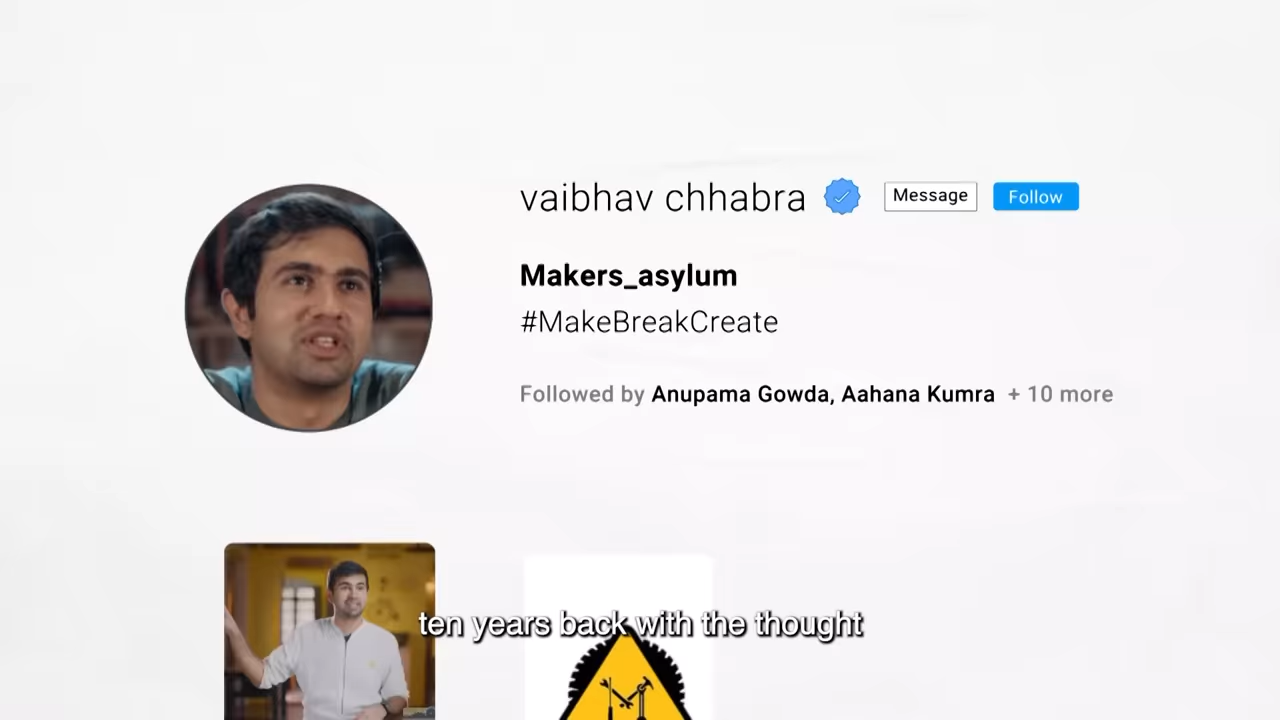 vaibhav chhabra
Message
Follow
Makers_asylum
#MakeBreakCreate
Followed by Anupama Gowda, Aahana Kumra + 10 more
ten years back with the thought